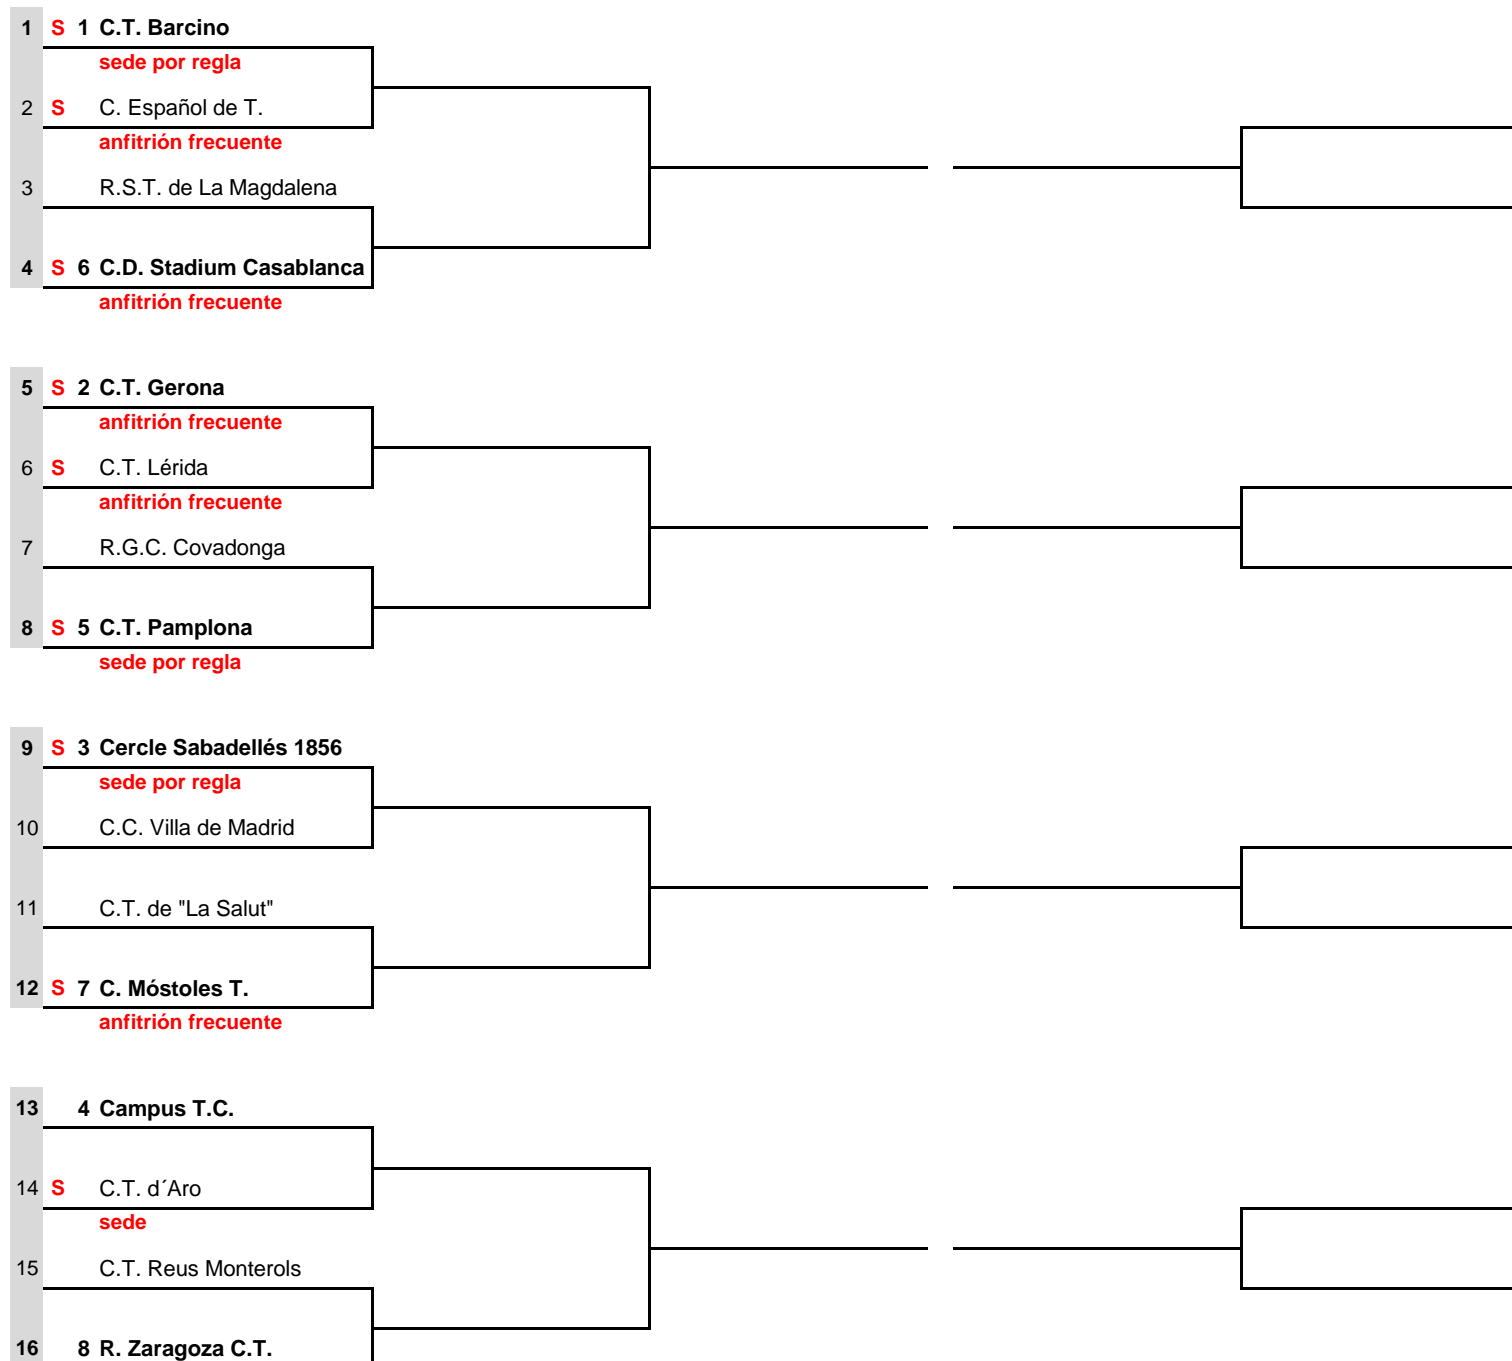 1 S 1 C.T. Barcino
sede por regla
2 S C. Español de T.
anfitrión frecuente
3 R.S.T. de La Magdalena
4 S 6 C.D. Stadium Casablanca
anfitrión frecuente
5 S 2 C.T. Gerona
anfitrión frecuente
6 S C.T. Lérida
anfitrión frecuente
7 R.G.C. Covadonga
8 S 5 C.T. Pamplona
sede por regla
9 S 3 Cercle Sabadellés 1856
sede por regla
10 C.C. Villa de Madrid
11 C.T. de "La Salut"
12 S 7 C. Móstoles T.
anfitrión frecuente
13 4 Campus T.C.
14 S C.T. d´Aro
sede
15 C.T. Reus Monterols
16 8 R. Zaragoza C.T.